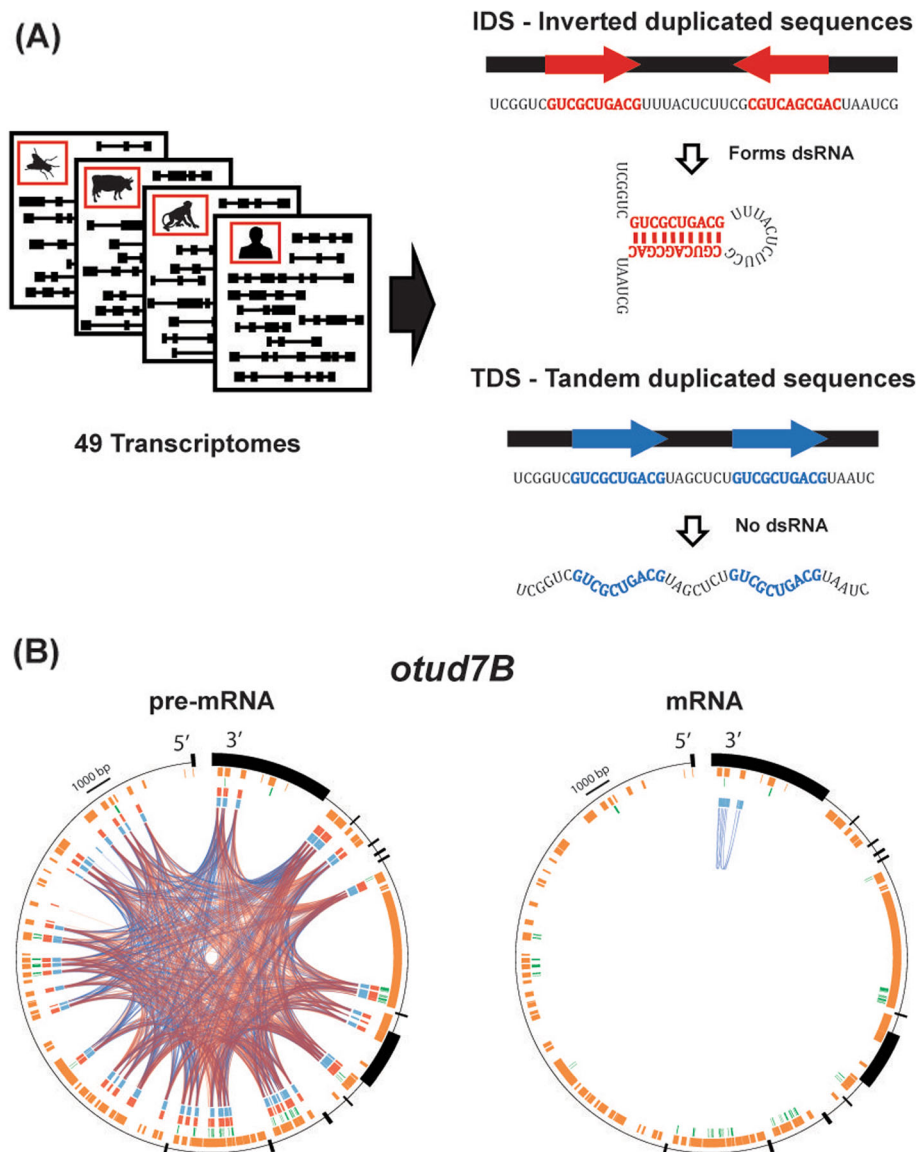 (A)
IDS - Inverted duplicated sequences
UCGGUCGUCGCUGACGUUUACUCUUCGCGUCAGCGACUAAUCG
Forms dsRNA
UCGGUC
GUCGCUGACG
UUUACUCUUCG
CGUCAGCGAC
UAAUCG
49 Transcriptomes
TDS - Tandem duplicated sequences
UCGGUCGUCGCUGACGUAGCUCUGUCGCUGACGUAAUC
No dsRNA
UCGGUCGUCGCUGACGUAGCUCUGUCGCUGACGUAAUC
(B)
otud7B
pre-mRNA
5’
3’
1000 bp
mRNA
5’
3’
1000 bp